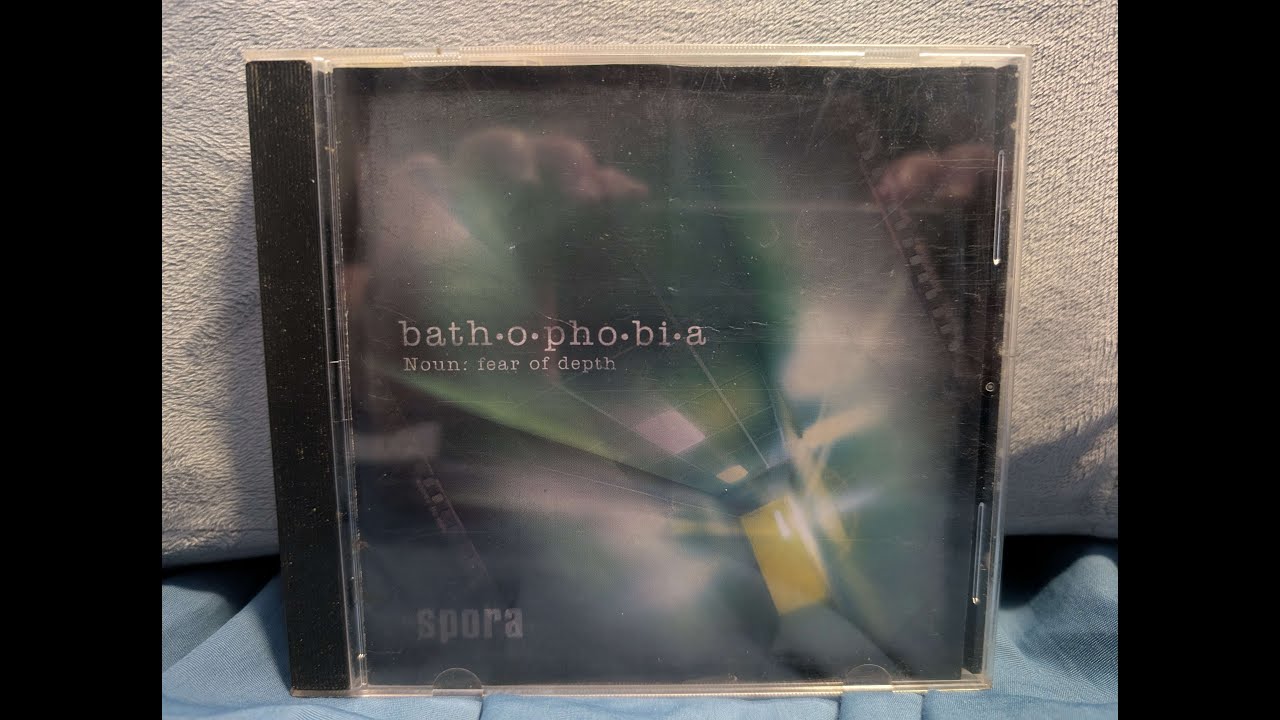 bath•o•pho•bi•a
Noun: fear of depth
spora